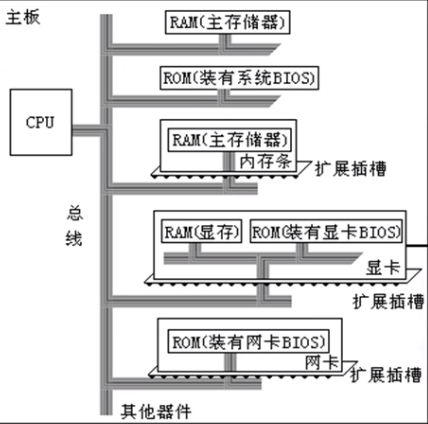 主板
RAM(主存储器)
ROM(装有系统BIOS)
CPU
RAM(主存储器)
内存条
扩展插槽
总
线
RAM(显存)
ROM(装有显卡BIOS)
显卡
扩展插槽
ROM(装有网卡BIOS)
网卡
扩展插槽
其他器件